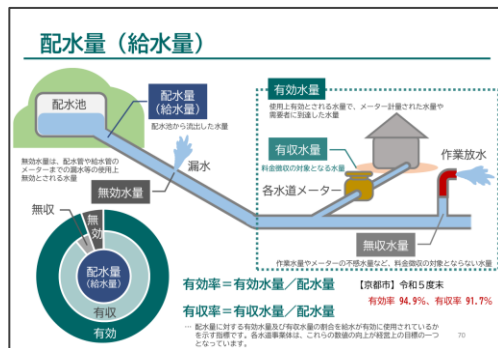 配水量（給水量）
配水池
配水量
（給水量）
配水池から流出した水量
有効水量
使用上有効とされる水量で、メーター計量された水量や
需要者に到達した水量
有収水量
料金徴収の対象となる水量
作業放水
無効水量は、配水管や給水管の
メーターまでの漏水等の使用上
無効とされる水量
漏水
無効水量
各水道メーター
無収水量
作業水量やメーターの不感水量など、料金徴収の対象とならない水量
無収
無効
配水量
（給水量）
有収
有効
有効率＝有効水量／配水量
【京都市】令和５度末
有効率 94.9%、有収率 91.7%
有収率＝有収水量／配水量
… 配水量に対する有効水量及び有収水量の割合を給水が有効に使用されているか
を示す指標です。各水道事業体は、これらの数値の向上が経営上の目標の一つ
となっています。
70